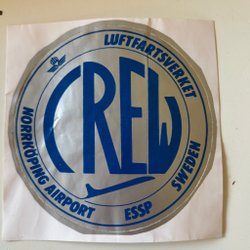 LUFTFARTSVERKET
CREW
NORRKÖPING AIRPORT
ESSP
SWEDEN